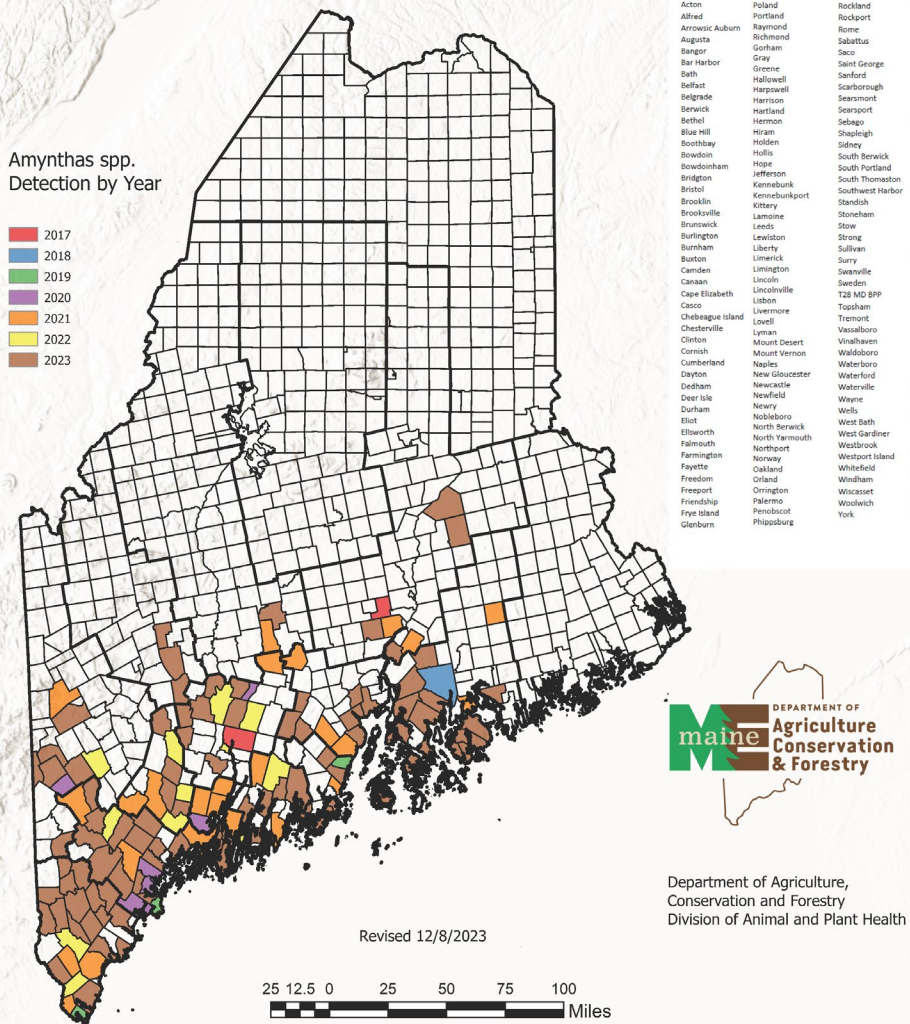 Amynthas spp.
Detection by Year
2017
2018
2019
2020
2021
2022
2023
Acton
Alfred
Arrowsic Auburn
Augusta
Bangor
Bar Harbor
Bath
Belfast
Belgrade
Berwick
Bethel
Blue Hill
Boothbay
Bowdoin
Bowdoinham
Bridgton
Bristol
Brooklin
Brooksville
Brunswick
Burlington
Burnham
Buxton
Camden
Canaan
Cape Elizabeth
Casco
Chebeague Island
Chesterville
Clinton
Cornish
Cumberland
Dayton
Dedham
Deer Isle
Durham
Eliot
Ellsworth
Falmouth
Farmington
Fayette
Freedom
Freeport
Friendship
Frye Island
Glenburn
Poland
Portland
Raymond
Richmond
Gorham
Gray
Greene
Hallowell
Harpswell
Harrison
Hartland
Hermon
Hiram
Holden
Hollis
Hope
Jefferson
Kennebunk
Kennebunkport
Kittery
Lamoine
Leeds
Lewiston
Liberty
Limerick
Limington
Lincoln
Lincolnville
Lisbon
Livermore
Lovell
Lyman
Mount Desert
Mount Vernon
Naples
New Gloucester
Newcastle
Newfield
Newry
Nobleboro
North Berwick
North Yarmouth
Northport
Norway
Oakland
Orland
Orrington
Palermo
Penobscot
Phippsburg
Rockland
Rockport
Rome
Sabattus
Saco
Saint George
Sanford
Scarborough
Searsmont
Searsport
Sebago
Shapleigh
Sidney
South Berwick
South Portland
South Thomaston
Southwest Harbor
Standish
Stoneham
Stow
Strong
Sullivan
Surry
Swanville
Sweden
T28 MD BPP
Topsham
Tremont
Vassalboro
Vinalhaven
Waldoboro
Waterboro
Waterford
Waterville
Wayne
Wells
West Bath
West Gardiner
Westbrook
Westport Island
Whitefield
Windham
Wiscasset
Woolwich
York
maine
DEPARTMENT OF
Agriculture
Conservation
& Forestry
Department of Agriculture,
Conservation and Forestry
Division of Animal and Plant Health
Revised 12/8/2023
25 12.5 0 25 50 75 100
Miles